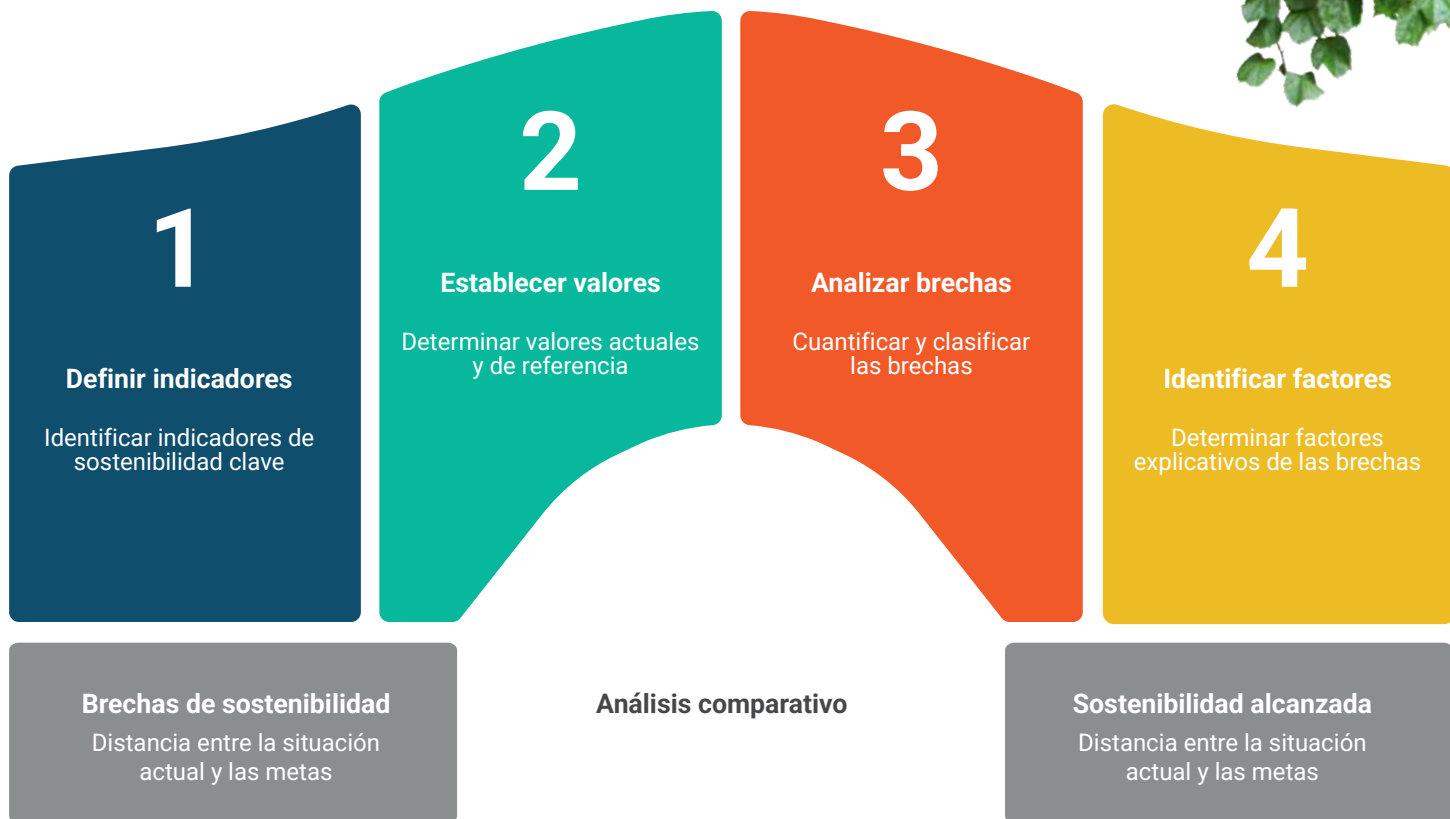 1
Definir indicadores
Identificar indicadores de
sostenibilidad clave
2
Establecer valores
Determinar valores actuales
y de referencia
3
Analizar brechas
Cuantificar y clasificar
las brechas
4
Identificar factores
Determinar factores
explicativos de las brechas
Brechas de sostenibilidad
Distancia entre la situación
actual y las metas
Análisis comparativo
Sostenibilidad alcanzada
Distancia entre la situación
actual y las metas